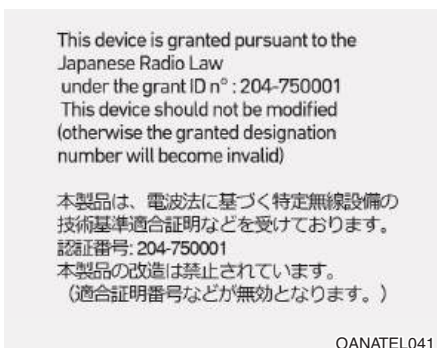 This device is granted pursuant to the
Japanese Radio Law
under the grant ID n° : 204-750001
This device should not be modified
(otherwise the granted designation
number will become invalid)
本製品は、電波法に基づく特定無線設備の
技術基準適合証明などを受けております。
認証番号: 204-750001
本製品の改造は禁止されています。
（適合証明番号などが無効となります。）
OANATEL041